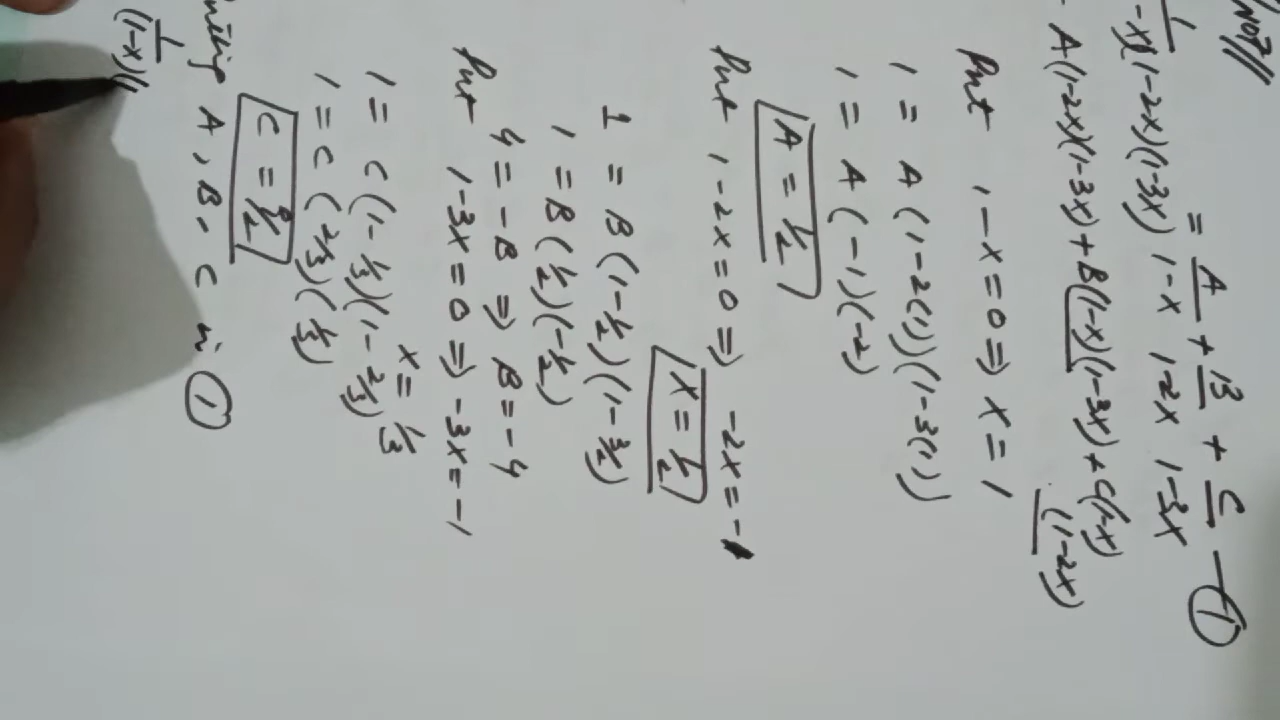 NOT
1/(-x)(1-2x)(1-3x) = A/1-x + B/1-2x + C/1-3x — ①
A(1-2x)(1-3x) + B(1-x)(1-3x) + C(1-x)
(1-2x)
Put 1-x = 0 ⇒ x = 1
1 = A(1-2(1))(1-3(1))
1 = A(-1)(-2)
A = 1/2
Put 1-2x = 0 ⇒ -2x = -1
x = 1/2
1 = B(1-1/2)(1-3/2)
1 = B(1/2)(-1/2)
4 = -B ⇒ B = -4
Put 1-3x = 0 ⇒ -3x = -1
x = 1/3
1 = C(1-1/3)(1-2/3)
1 = C(2/3)(1/3)
C = 9/2
A, B, C in ①
1/(1-x)(